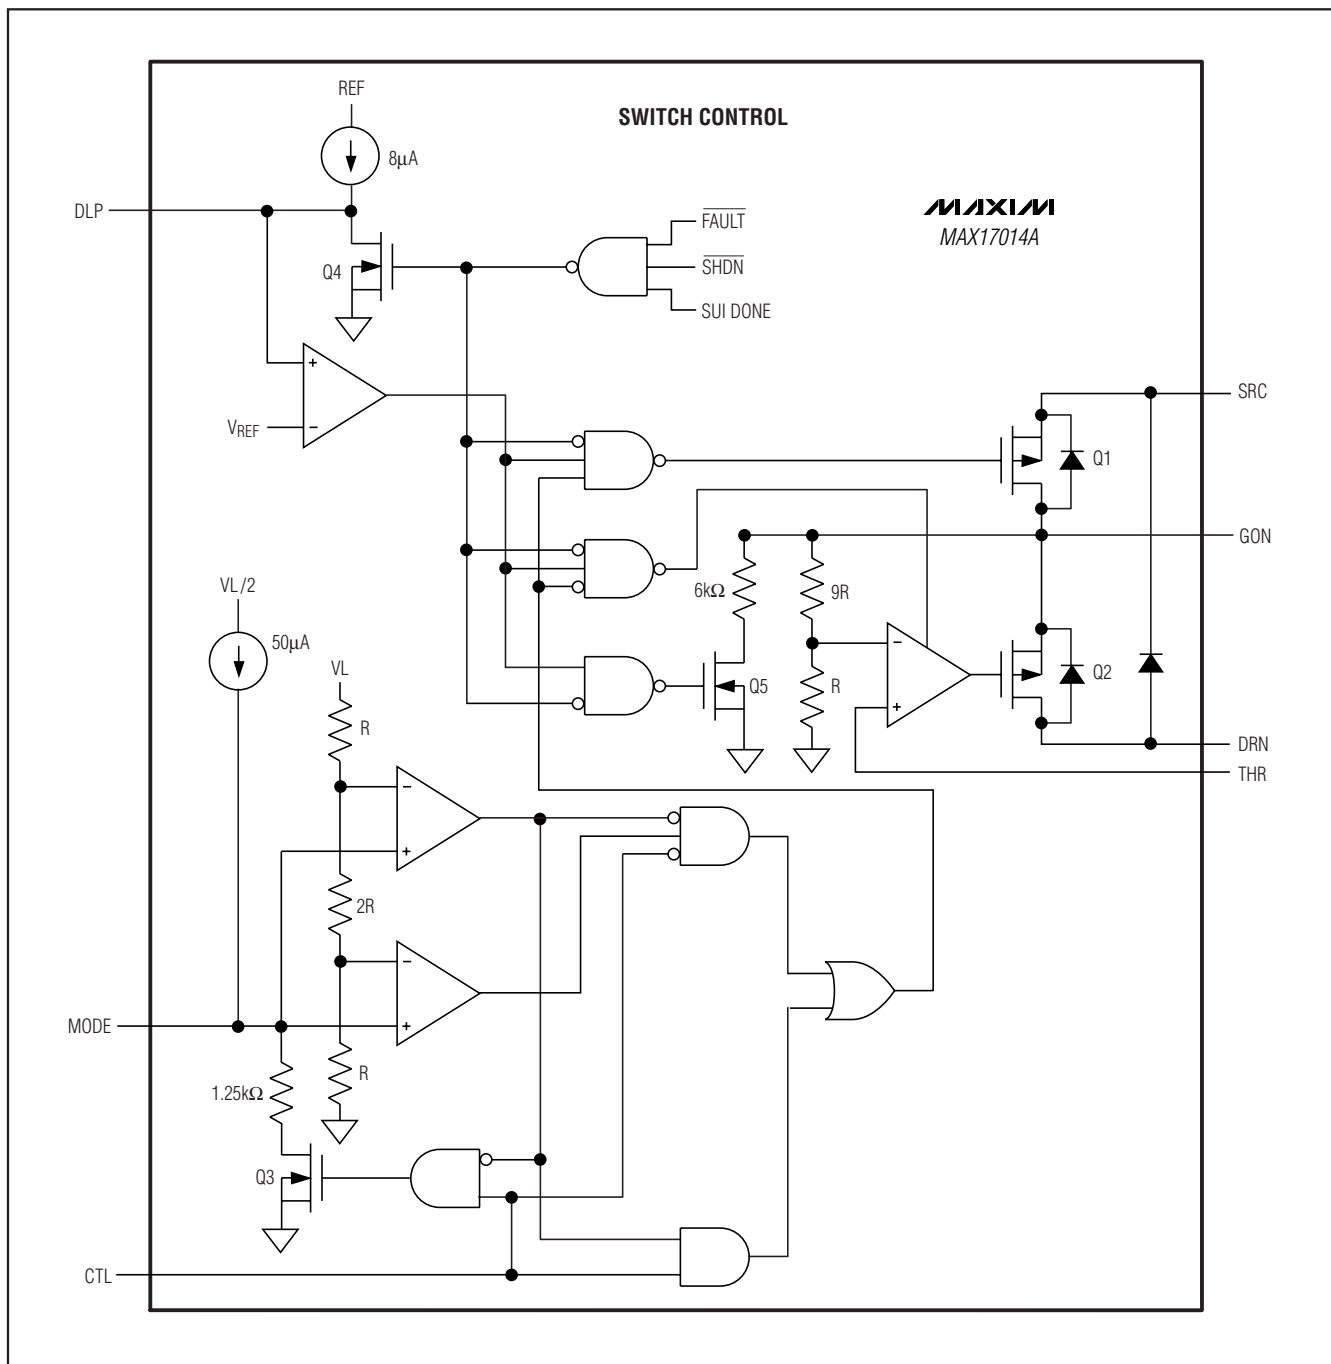 SWITCH CONTROL
REF
8µA
DLP
MAXIM
MAX17014A
FAULT
SHDN
SUI DONE
Q4
+
VREF
−
SRC
Q1
GON
VL/2
50µA
6kΩ
9R
−
VL
Q5
R
Q2
R
+
DRN
THR
−
+
2R
−
MODE
+
R
1.25kΩ
Q3
CTL